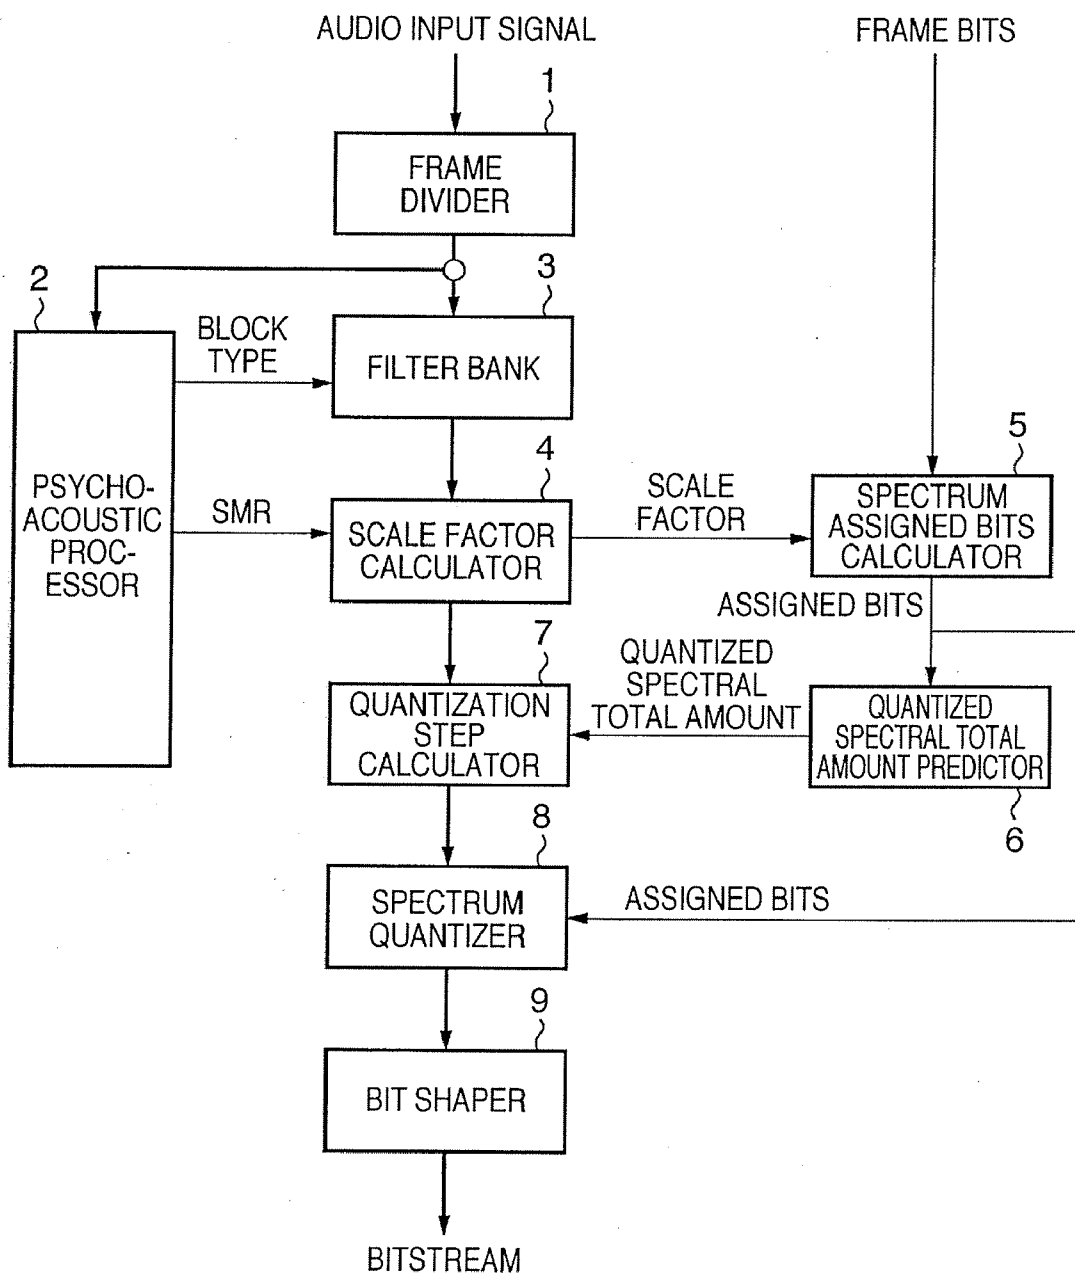 AUDIO INPUT SIGNAL
FRAME BITS
1
FRAME
DIVIDER
2
3
BLOCK
TYPE
FILTER BANK
4
5
PSYCHO-
ACOUSTIC
PROC-
ESSOR
SMR
SCALE FACTOR
CALCULATOR
SCALE
FACTOR
SPECTRUM
ASSIGNED BITS
CALCULATOR
ASSIGNED BITS
7
QUANTIZED
SPECTRAL
TOTAL AMOUNT
QUANTIZATION
STEP
CALCULATOR
QUANTIZED
SPECTRAL TOTAL
AMOUNT PREDICTOR
6
8
SPECTRUM
QUANTIZER
ASSIGNED BITS
9
BIT SHAPER
BITSTREAM